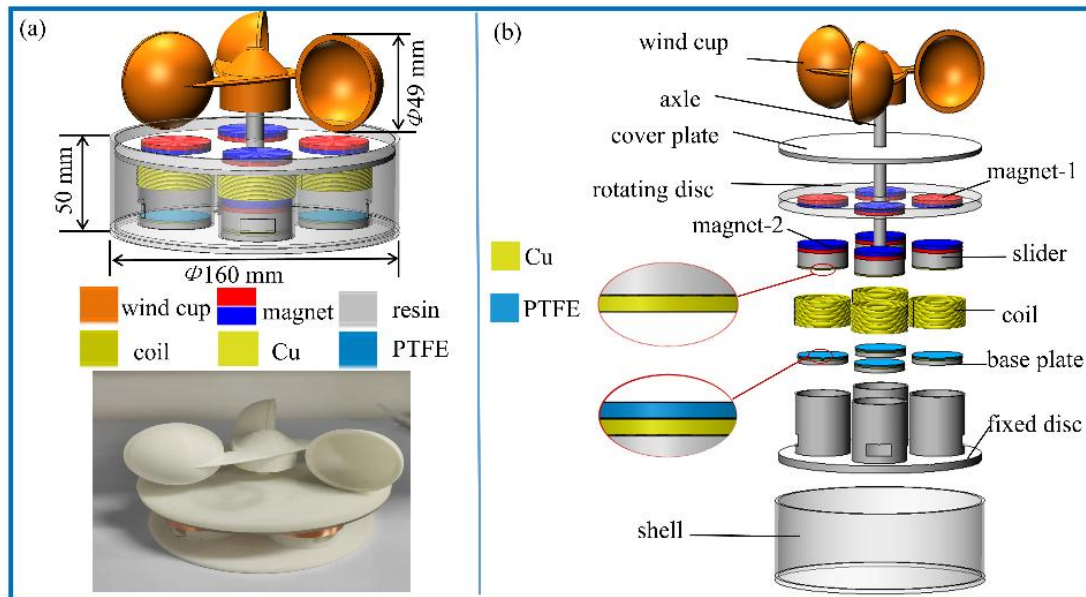 (a)
Φ49 mm
50 mm
Φ160 mm
wind cup
magnet
resin
coil
Cu
PTFE
(b)
wind cup
axle
cover plate
rotating disc
magnet-1
magnet-2
slider
Cu
PTFE
coil
base plate
fixed disc
shell